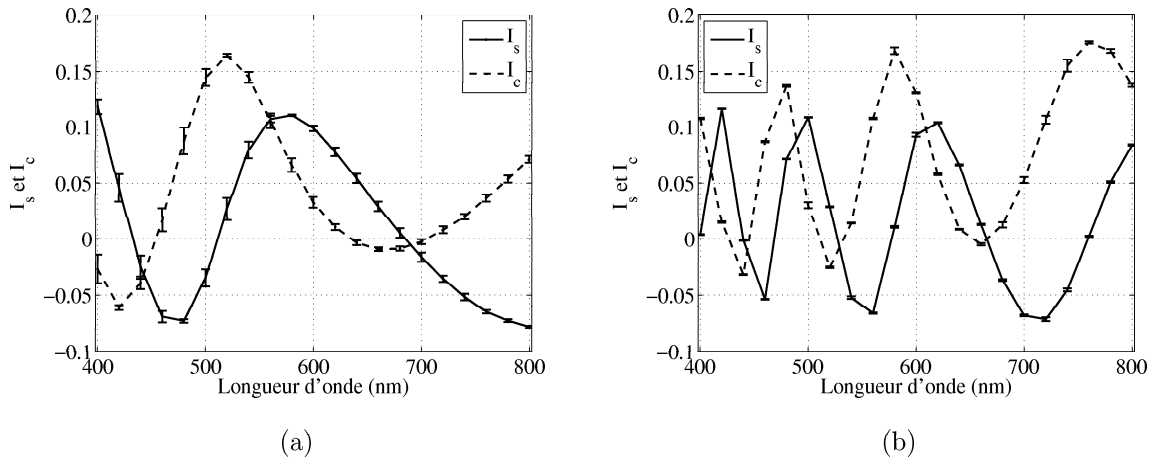 0.2
0.15
0.1
0.05
0
−0.05
−0.1
I_s et I_c
I_s
I_c
400 500 600 700 800
Longueur d'onde (nm)
(a)
0.2
0.15
0.1
0.05
0
−0.05
−0.1
I_s et I_c
I_s
I_c
400 500 600 700 800
Longueur d'onde (nm)
(b)